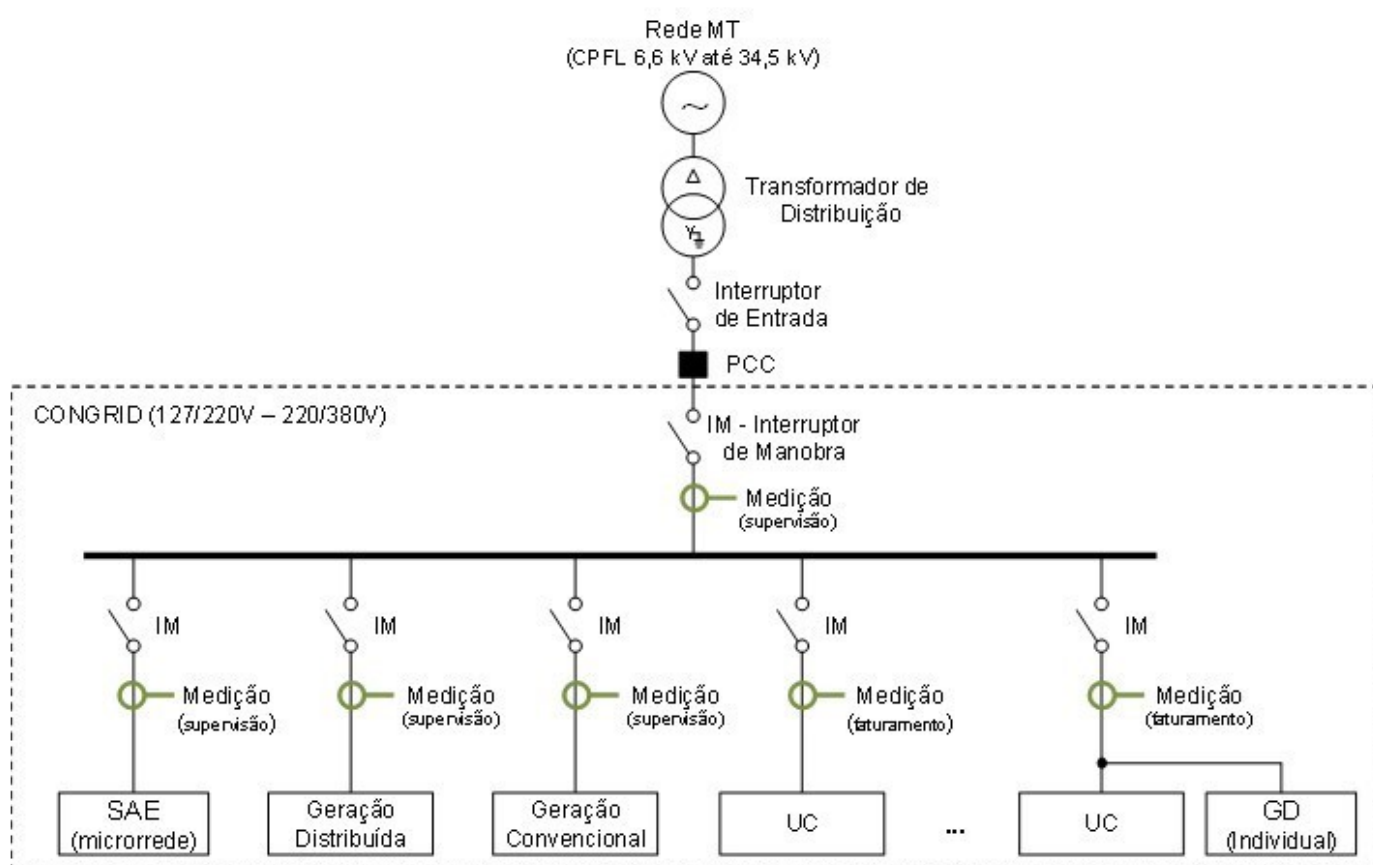 Rede MT
(CPFL 6,6 kV até 34,5 kV)
Δ
Transformador de
Distribuição
Y
Interruptor
de Entrada
PCC
CONGRID (127/220V – 220/380V)
IM - Interruptor
de Manobra
Medição
(supervisão)
IM
IM
IM
IM
IM
Medição
(supervisão)
Medição
(supervisão)
Medição
(supervisão)
Medição
(faturamento)
Medição
(faturamento)
SAE
(microrrede)
Geração
Distribuída
Geração
Convencional
UC
...
UC
GD
(Individual)